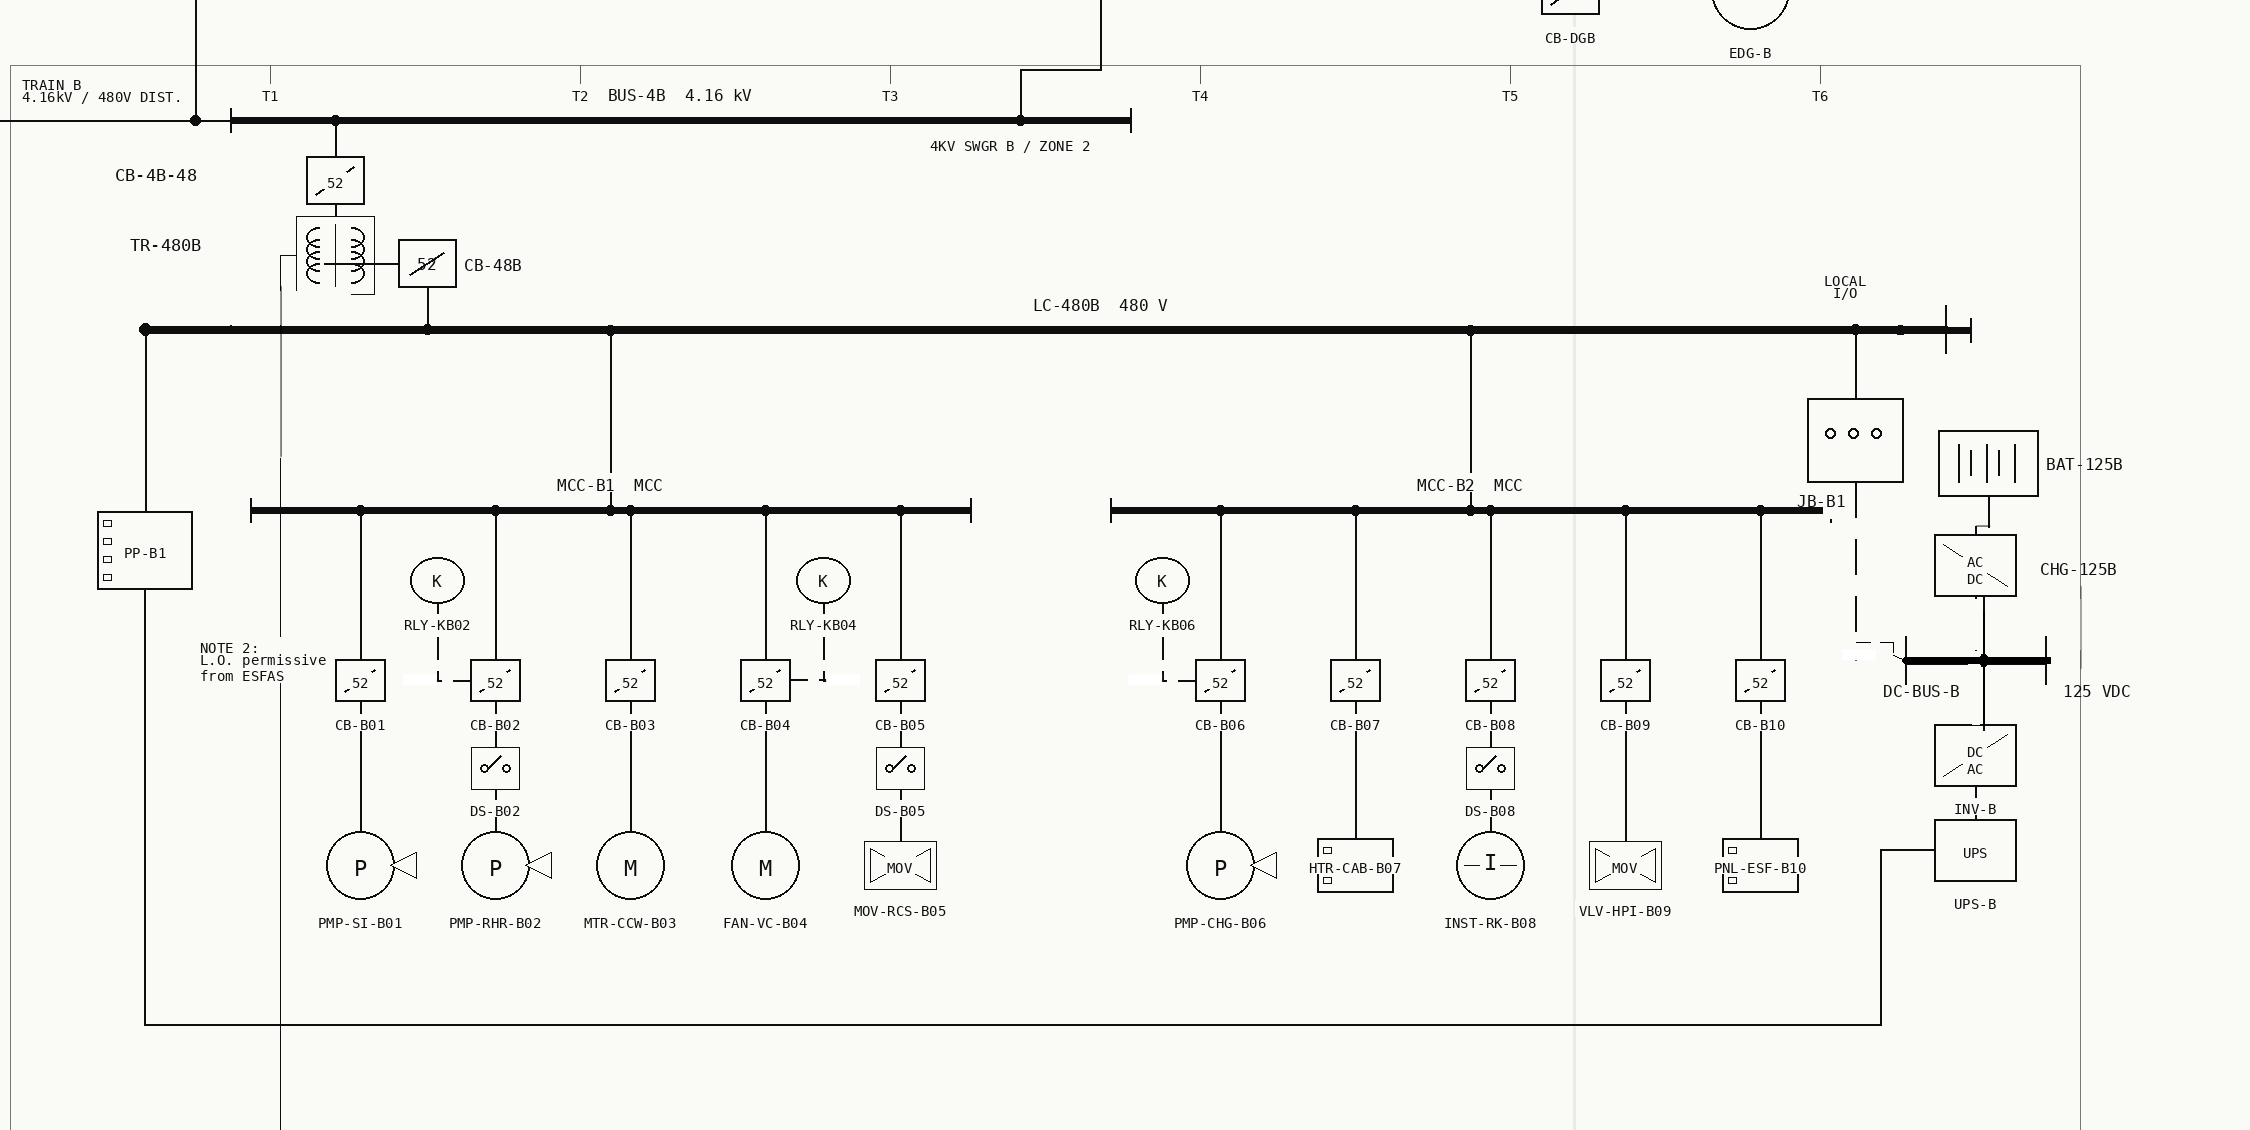 CB-DGB
EDG-B
TRAIN B
4.16kV / 480V DIST.
T1
T2
BUS-4B  4.16 kV
T3
T4
T5
T6
4KV SWGR B / ZONE 2
CB-4B-48
52
TR-480B
52
CB-48B
LC-480B  480 V
LOCAL
I/O
BAT-125B
MCC-B1  MCC
MCC-B2  MCC
JB-B1
PP-B1
AC
DC
CHG-125B
K
K
K
RLY-KB02
RLY-KB04
RLY-KB06
NOTE 2:
L.O. permissive
from ESFAS
52
52
52
52
52
52
52
52
52
52
DC-BUS-B
125 VDC
CB-B01
CB-B02
CB-B03
CB-B04
CB-B05
CB-B06
CB-B07
CB-B08
CB-B09
CB-B10
DC
AC
INV-B
DS-B02
DS-B05
DS-B08
P
P
M
M
MOV
P
HTR-CAB-B07
I
MOV
PNL-ESF-B10
UPS
UPS-B
PMP-SI-B01
PMP-RHR-B02
MTR-CCW-B03
FAN-VC-B04
MOV-RCS-B05
PMP-CHG-B06
INST-RK-B08
VLV-HPI-B09